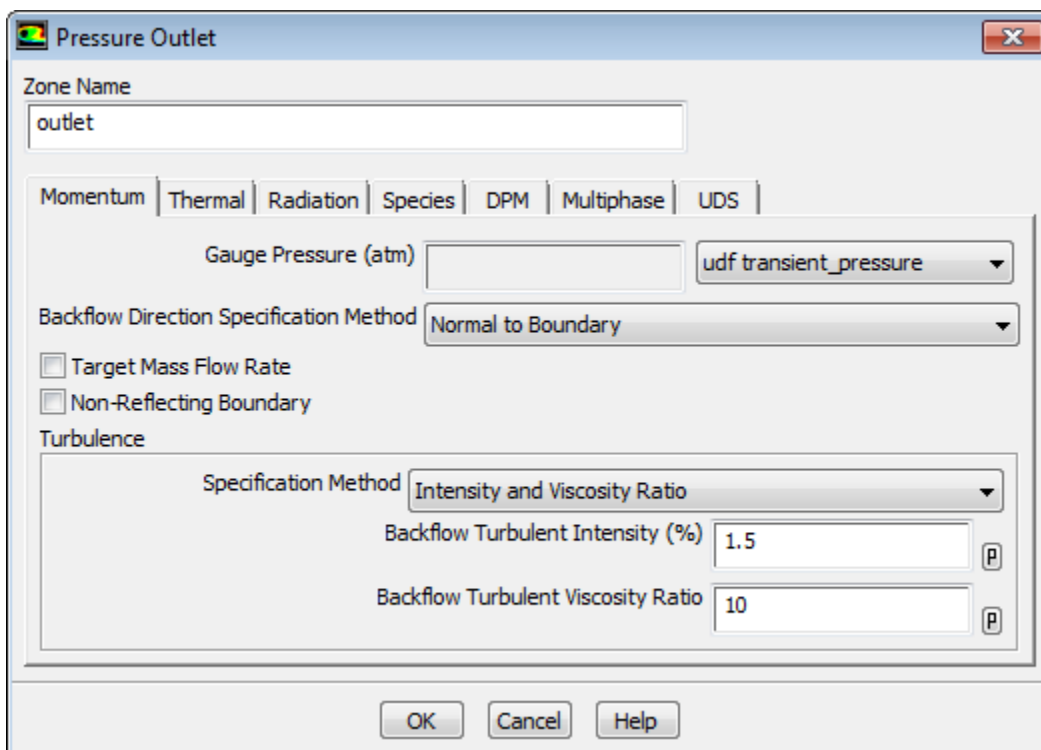 Pressure Outlet
Zone Name
outlet
Momentum Thermal Radiation Species DPM Multiphase UDS
Gauge Pressure (atm) udf transient_pressure
Backflow Direction Specification Method Normal to Boundary
Target Mass Flow Rate
Non-Reflecting Boundary
Turbulence
Specification Method Intensity and Viscosity Ratio
Backflow Turbulent Intensity (%) 1.5 P
Backflow Turbulent Viscosity Ratio 10 P
OK Cancel Help